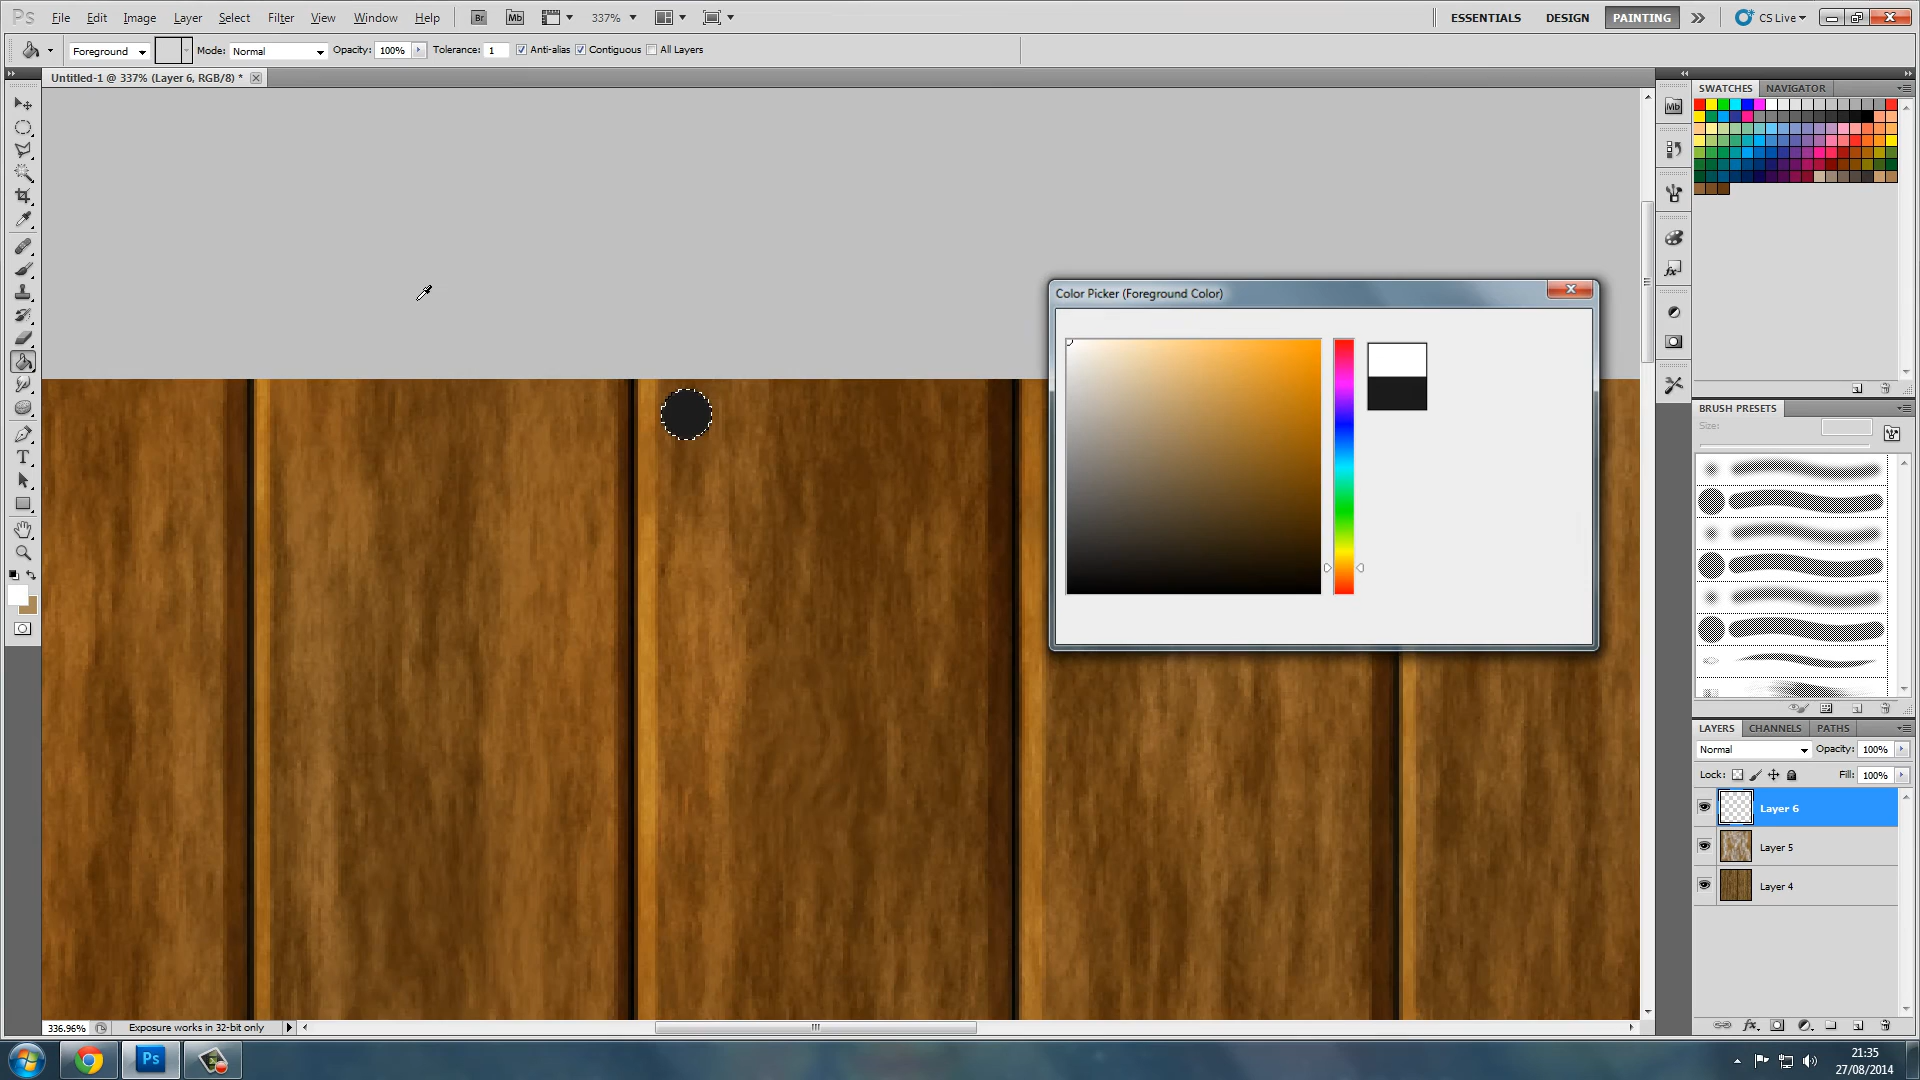 Ps File Edit Image Layer Select Filter View Window Help Br Mb 337% ESSENTIALS DESIGN PAINTING CS Live
Foreground Mode: Normal Opacity: 100% Tolerance: 1 Anti-alias Contiguous All Layers
Untitled-1 @ 337% (Layer 6, RGB/8) *
SWATCHES NAVIGATOR
Mb
Color Picker (Foreground Color)
BRUSH PRESETS
Size:
T
LAYERS CHANNELS PATHS
Normal Opacity: 100%
Lock: Fill: 100%
Layer 6
Layer 5
Layer 4
336.96% Exposure works in 32-bit only
Ps
21:35
27/08/2014